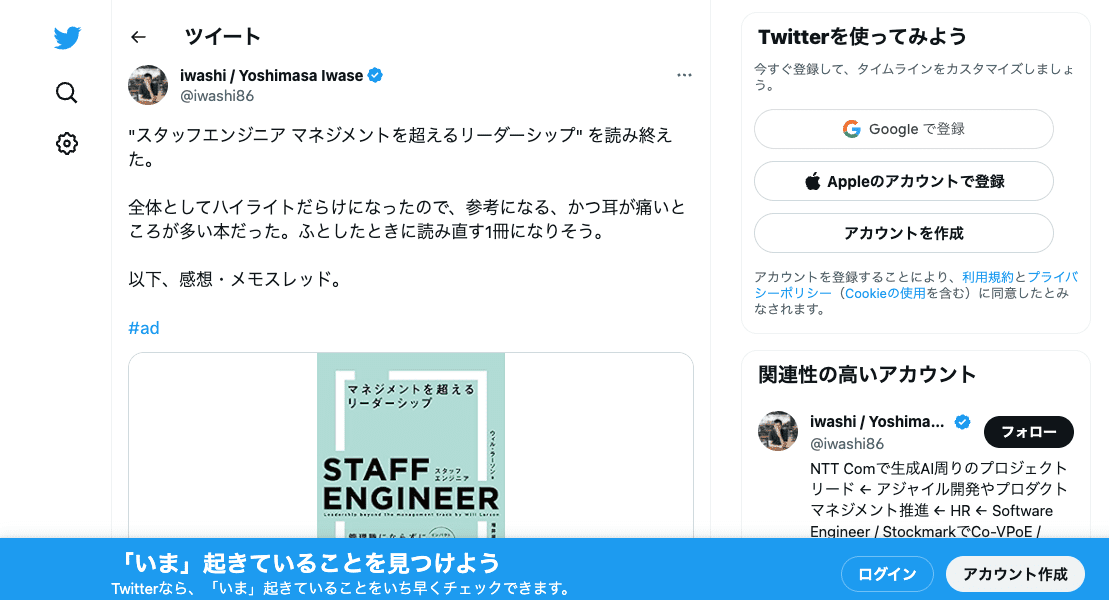 ツイート
iwashi / Yoshimasa Iwase
@iwashi86
"スタッフエンジニア マネジメントを超えるリーダーシップ" を読み終え
た。
全体としてハイライトだらけになったので、参考になる、かつ耳が痛いと
ころが多い本だった。ふとしたときに読み直す1冊になりそう。
以下、感想・メモスレッド。
#ad
マネジメントを超える
リーダーシップ
ウィル・ラーソン 著
STAFF
スタッフ
エンジニア
ENGINEER
Leadership beyond the management track by Will Larson
Twitterを使ってみよう
今すぐ登録して、タイムラインをカスタマイズしましょ
う。
Google で登録
Appleのアカウントで登録
アカウントを作成
アカウントを登録することにより、利用規約とプライバ
シーポリシー（Cookieの使用を含む）に同意したとみ
なされます。
関連性の高いアカウント
iwashi / Yoshima...
@iwashi86
フォロー
NTT Comで生成AI周りのプロジェクト
リード ← アジャイル開発やプロダクト
マネジメント推進 ← HR ← Software
Engineer / StockmarkでCo-VPoE /
「いま」起きていることを見つけよう
Twitterなら、「いま」起きていることをいち早くチェックできます。
ログイン
アカウント作成